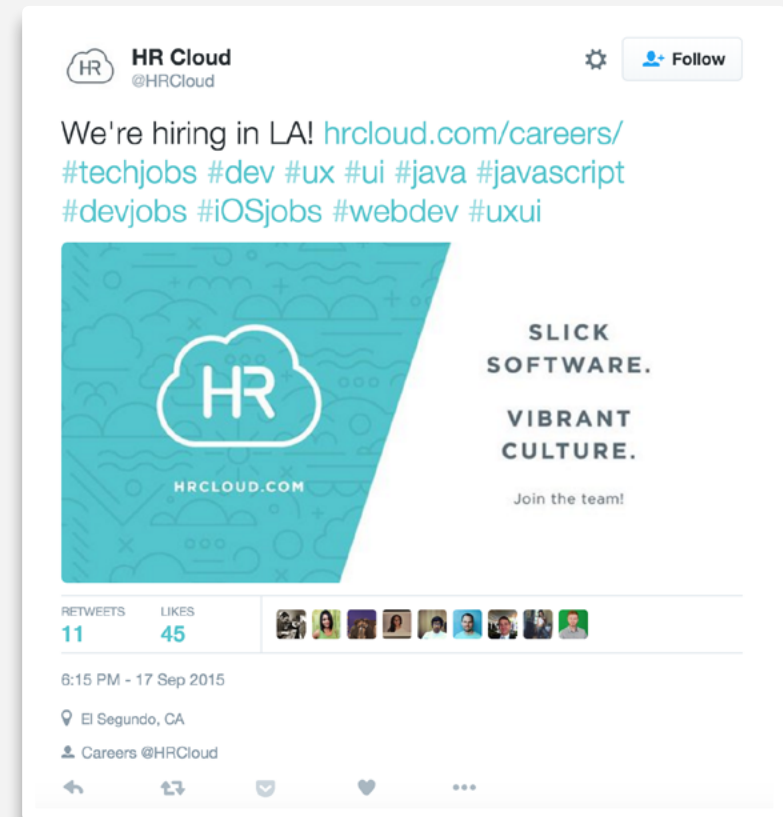 HR
HR Cloud
@HRCloud
Follow
We're hiring in LA! hrcloud.com/careers/
#techjobs #dev #ux #ui #java #javascript
#devjobs #iOSjobs #webdev #uxui
HR
HRCLOUD.COM
SLICK
SOFTWARE.
VIBRANT
CULTURE.
Join the team!
RETWEETS LIKES
11 45
6:15 PM - 17 Sep 2015
El Segundo, CA
Careers @HRCloud